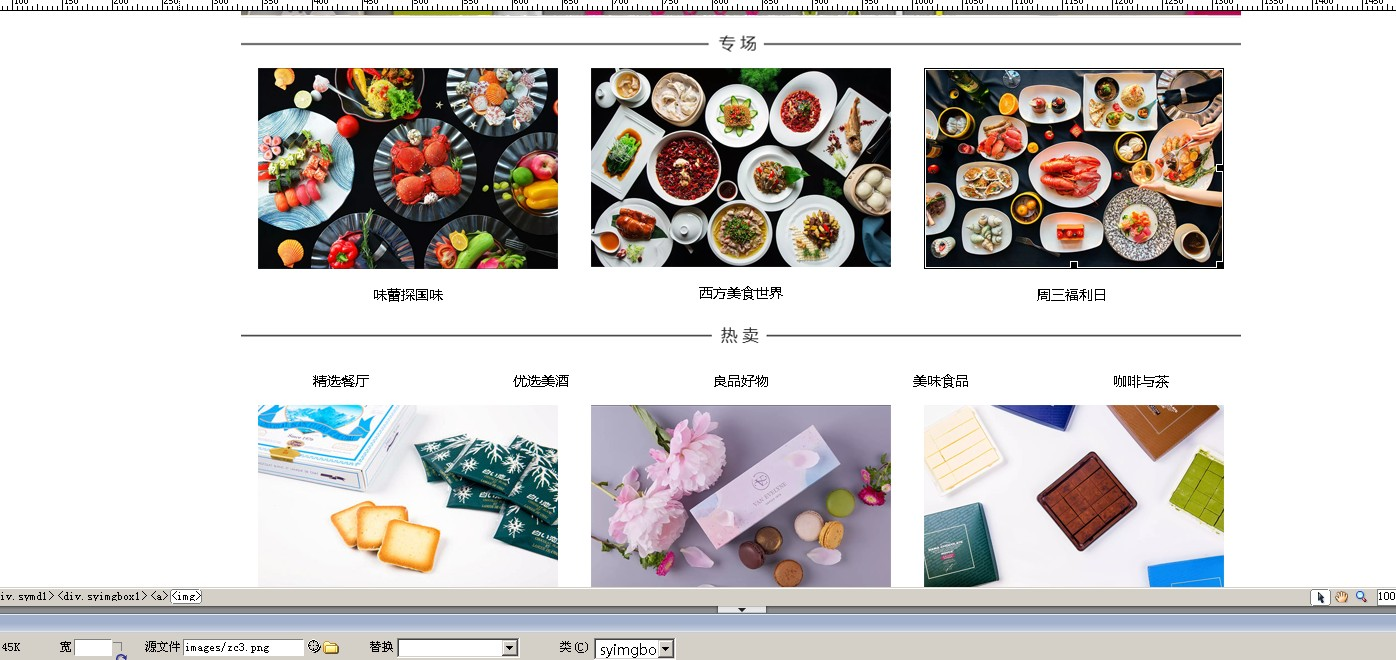 100 150 200 250 300 350 400 450 500 550 600 650 700 750 800 850 900 950 1000 1050 1100 1150 1200 1250 1300 1350 1400 1450
专场
味蕾探国味 西方美食世界 周三福利日
热卖
精选餐厅 优选美酒 良品好物 美味食品 咖啡与茶
iv.symd1> <div.syimgbox1> <a> <img> 100
45K 宽 源文件 images/zc3.png 替换 类(C) syimgbo